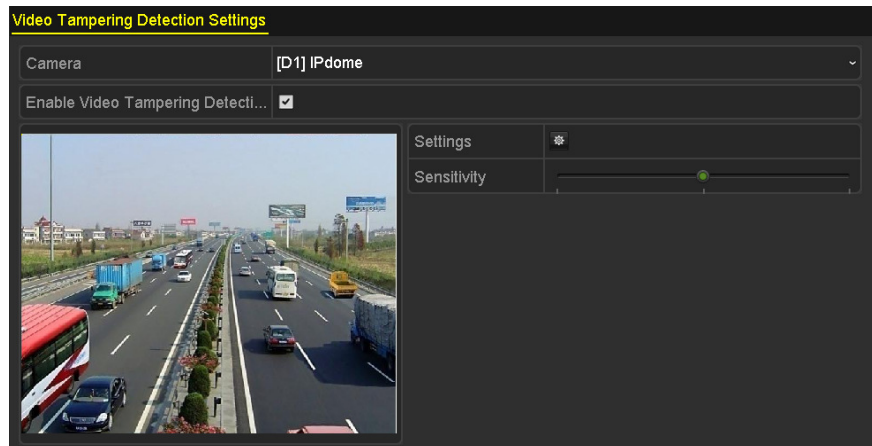 Video Tampering Detection Settings
Camera
[D1] IPdome
Enable Video Tampering Detecti...
Settings
Sensitivity